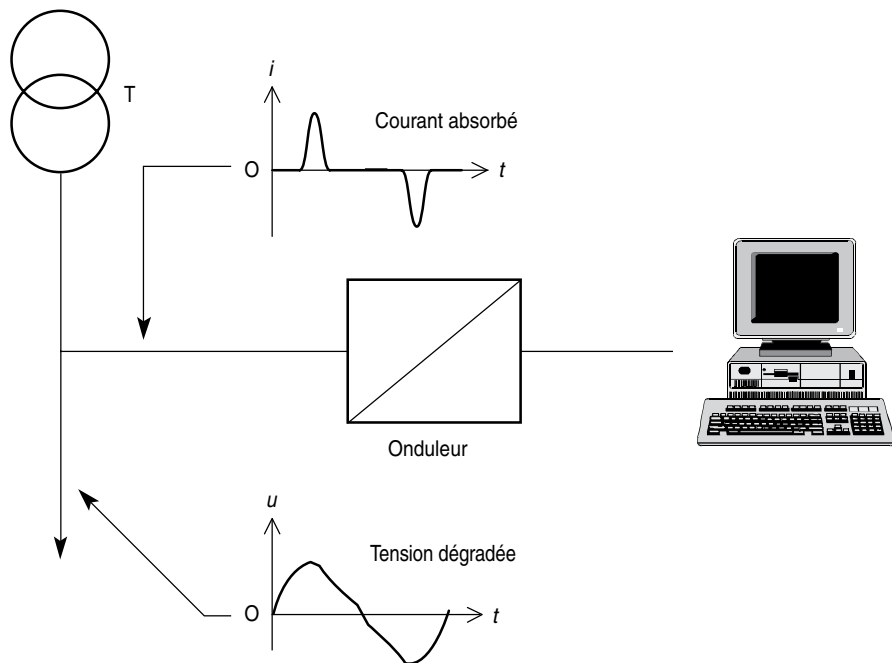 T
i
Courant absorbé
O
t
Onduleur
u
Tension dégradée
O
t